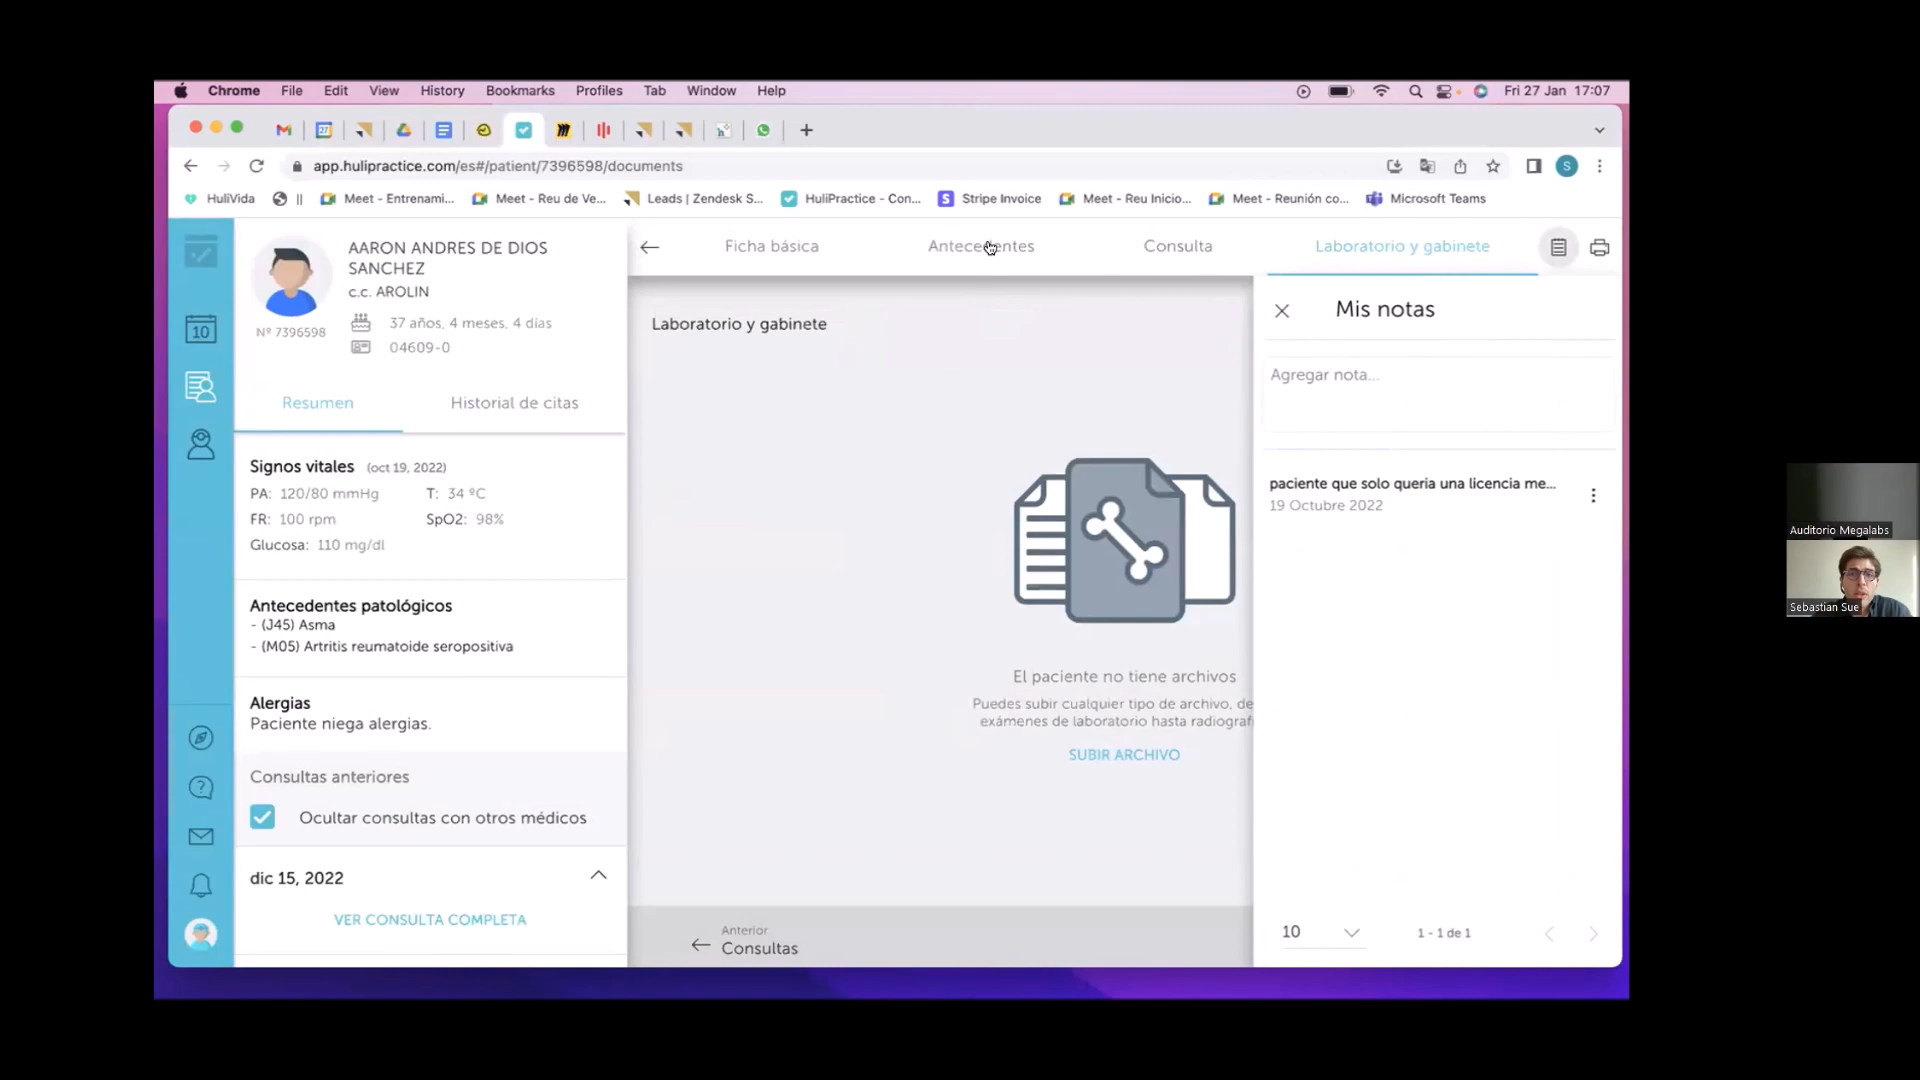 Chrome File Edit View History Bookmarks Profiles Tab Window Help Fri 27 Jan 17:07
app.hulipractice.com/es#/patient/7396598/documents
S
HuliVida || Meet - Entrenami... Meet - Reu de Ve... Leads | Zendesk S... HuliPractice - Con... Stripe Invoice Meet - Reu Inicio... Meet - Reunión co... Microsoft Teams
AARON ANDRES DE DIOS
SANCHEZ
c.c. AROLIN
Nº 7396598
37 años, 4 meses, 4 días
04609-0
Ficha básica Antecedentes Consulta Laboratorio y gabinete
10
Resumen Historial de citas
Signos vitales (oct 19, 2022)
PA: 120/80 mmHg T: 34 ºC
FR: 100 rpm SpO2: 98%
Glucosa: 110 mg/dl
Antecedentes patológicos
- (J45) Asma
- (M05) Artritis reumatoide seropositiva
Alergias
Paciente niega alergias.
Consultas anteriores
Ocultar consultas con otros médicos
dic 15, 2022
VER CONSULTA COMPLETA
Laboratorio y gabinete
El paciente no tiene archivos
Puedes subir cualquier tipo de archivo, de
exámenes de laboratorio hasta radiograf
SUBIR ARCHIVO
Anterior
Consultas
Mis notas
Agregar nota...
paciente que solo queria una licencia me...
19 Octubre 2022
10 1 - 1 de 1
Auditorio Megalabs
Sebastian Sue